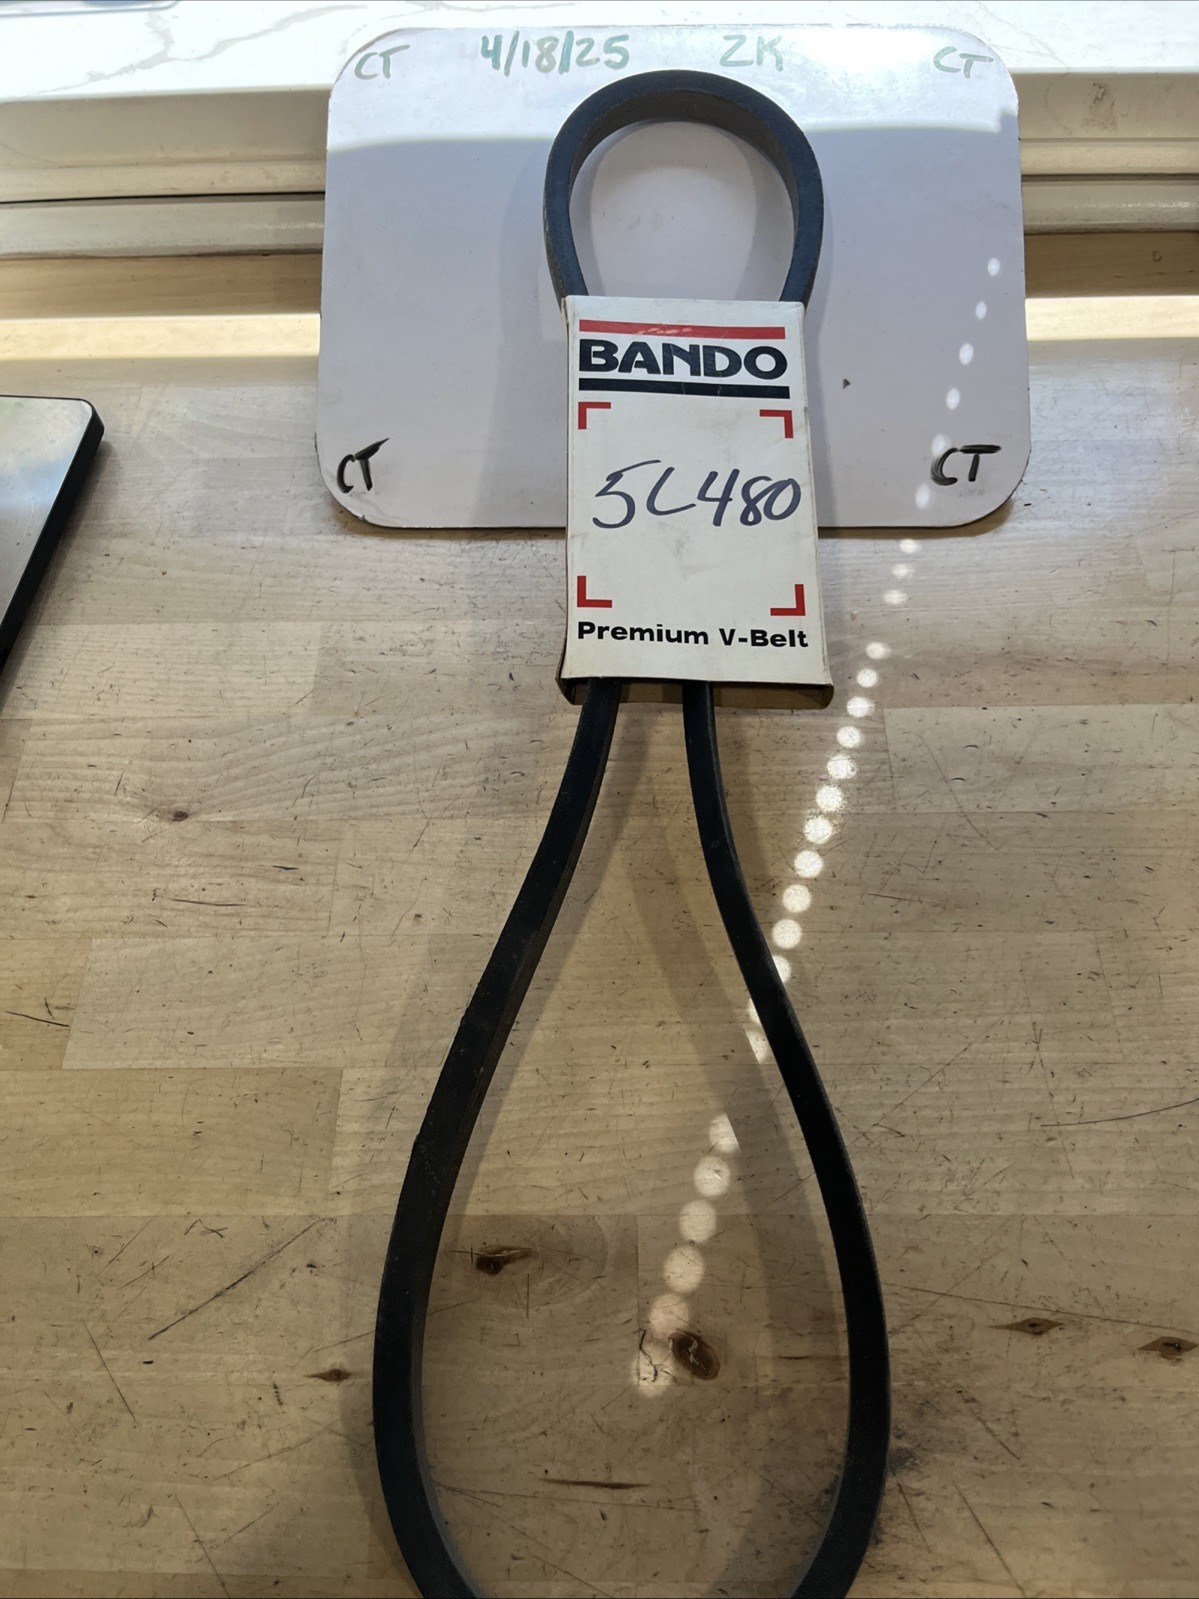 CT 4/18/25 ZK CT
BANDO
CT
5L480
CT
Premium V-Belt